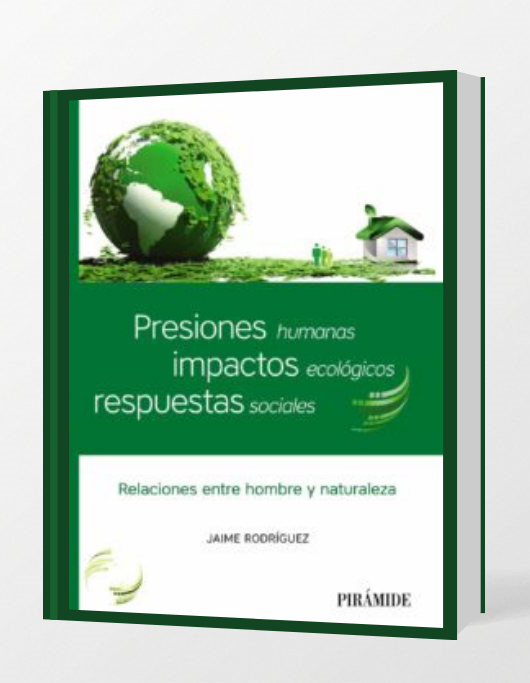 Presiones humanas
impactos ecológicos
respuestas sociales
Relaciones entre hombre y naturaleza
JAIME RODRÍGUEZ
PIRÁMIDE